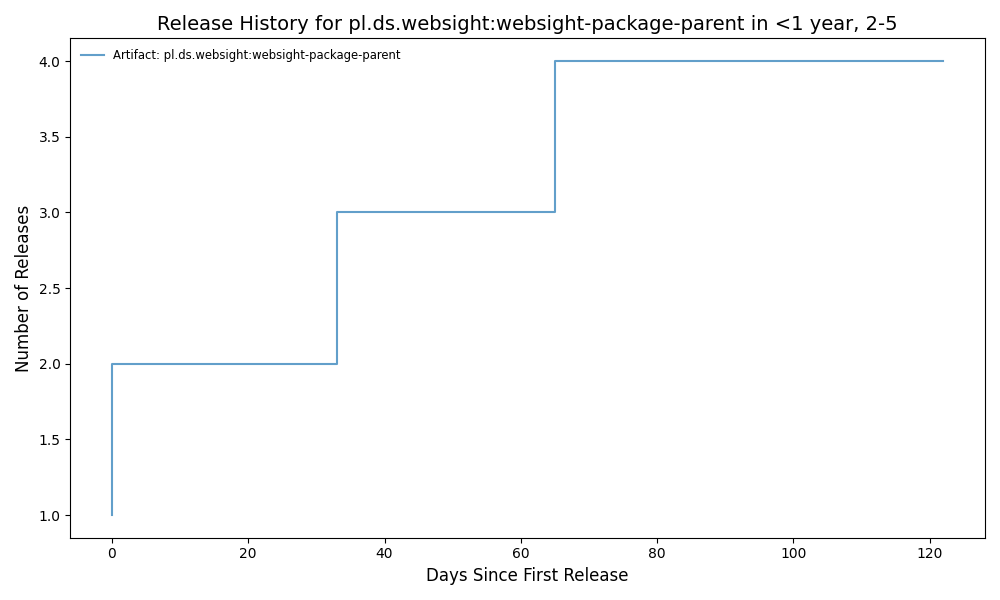 Release History for pl.ds.websight:websight-package-parent in <1 year, 2-5
Artifact: pl.ds.websight:websight-package-parent
Number of Releases
4.0
3.5
3.0
2.5
2.0
1.5
1.0
0 20 40 60 80 100 120
Days Since First Release